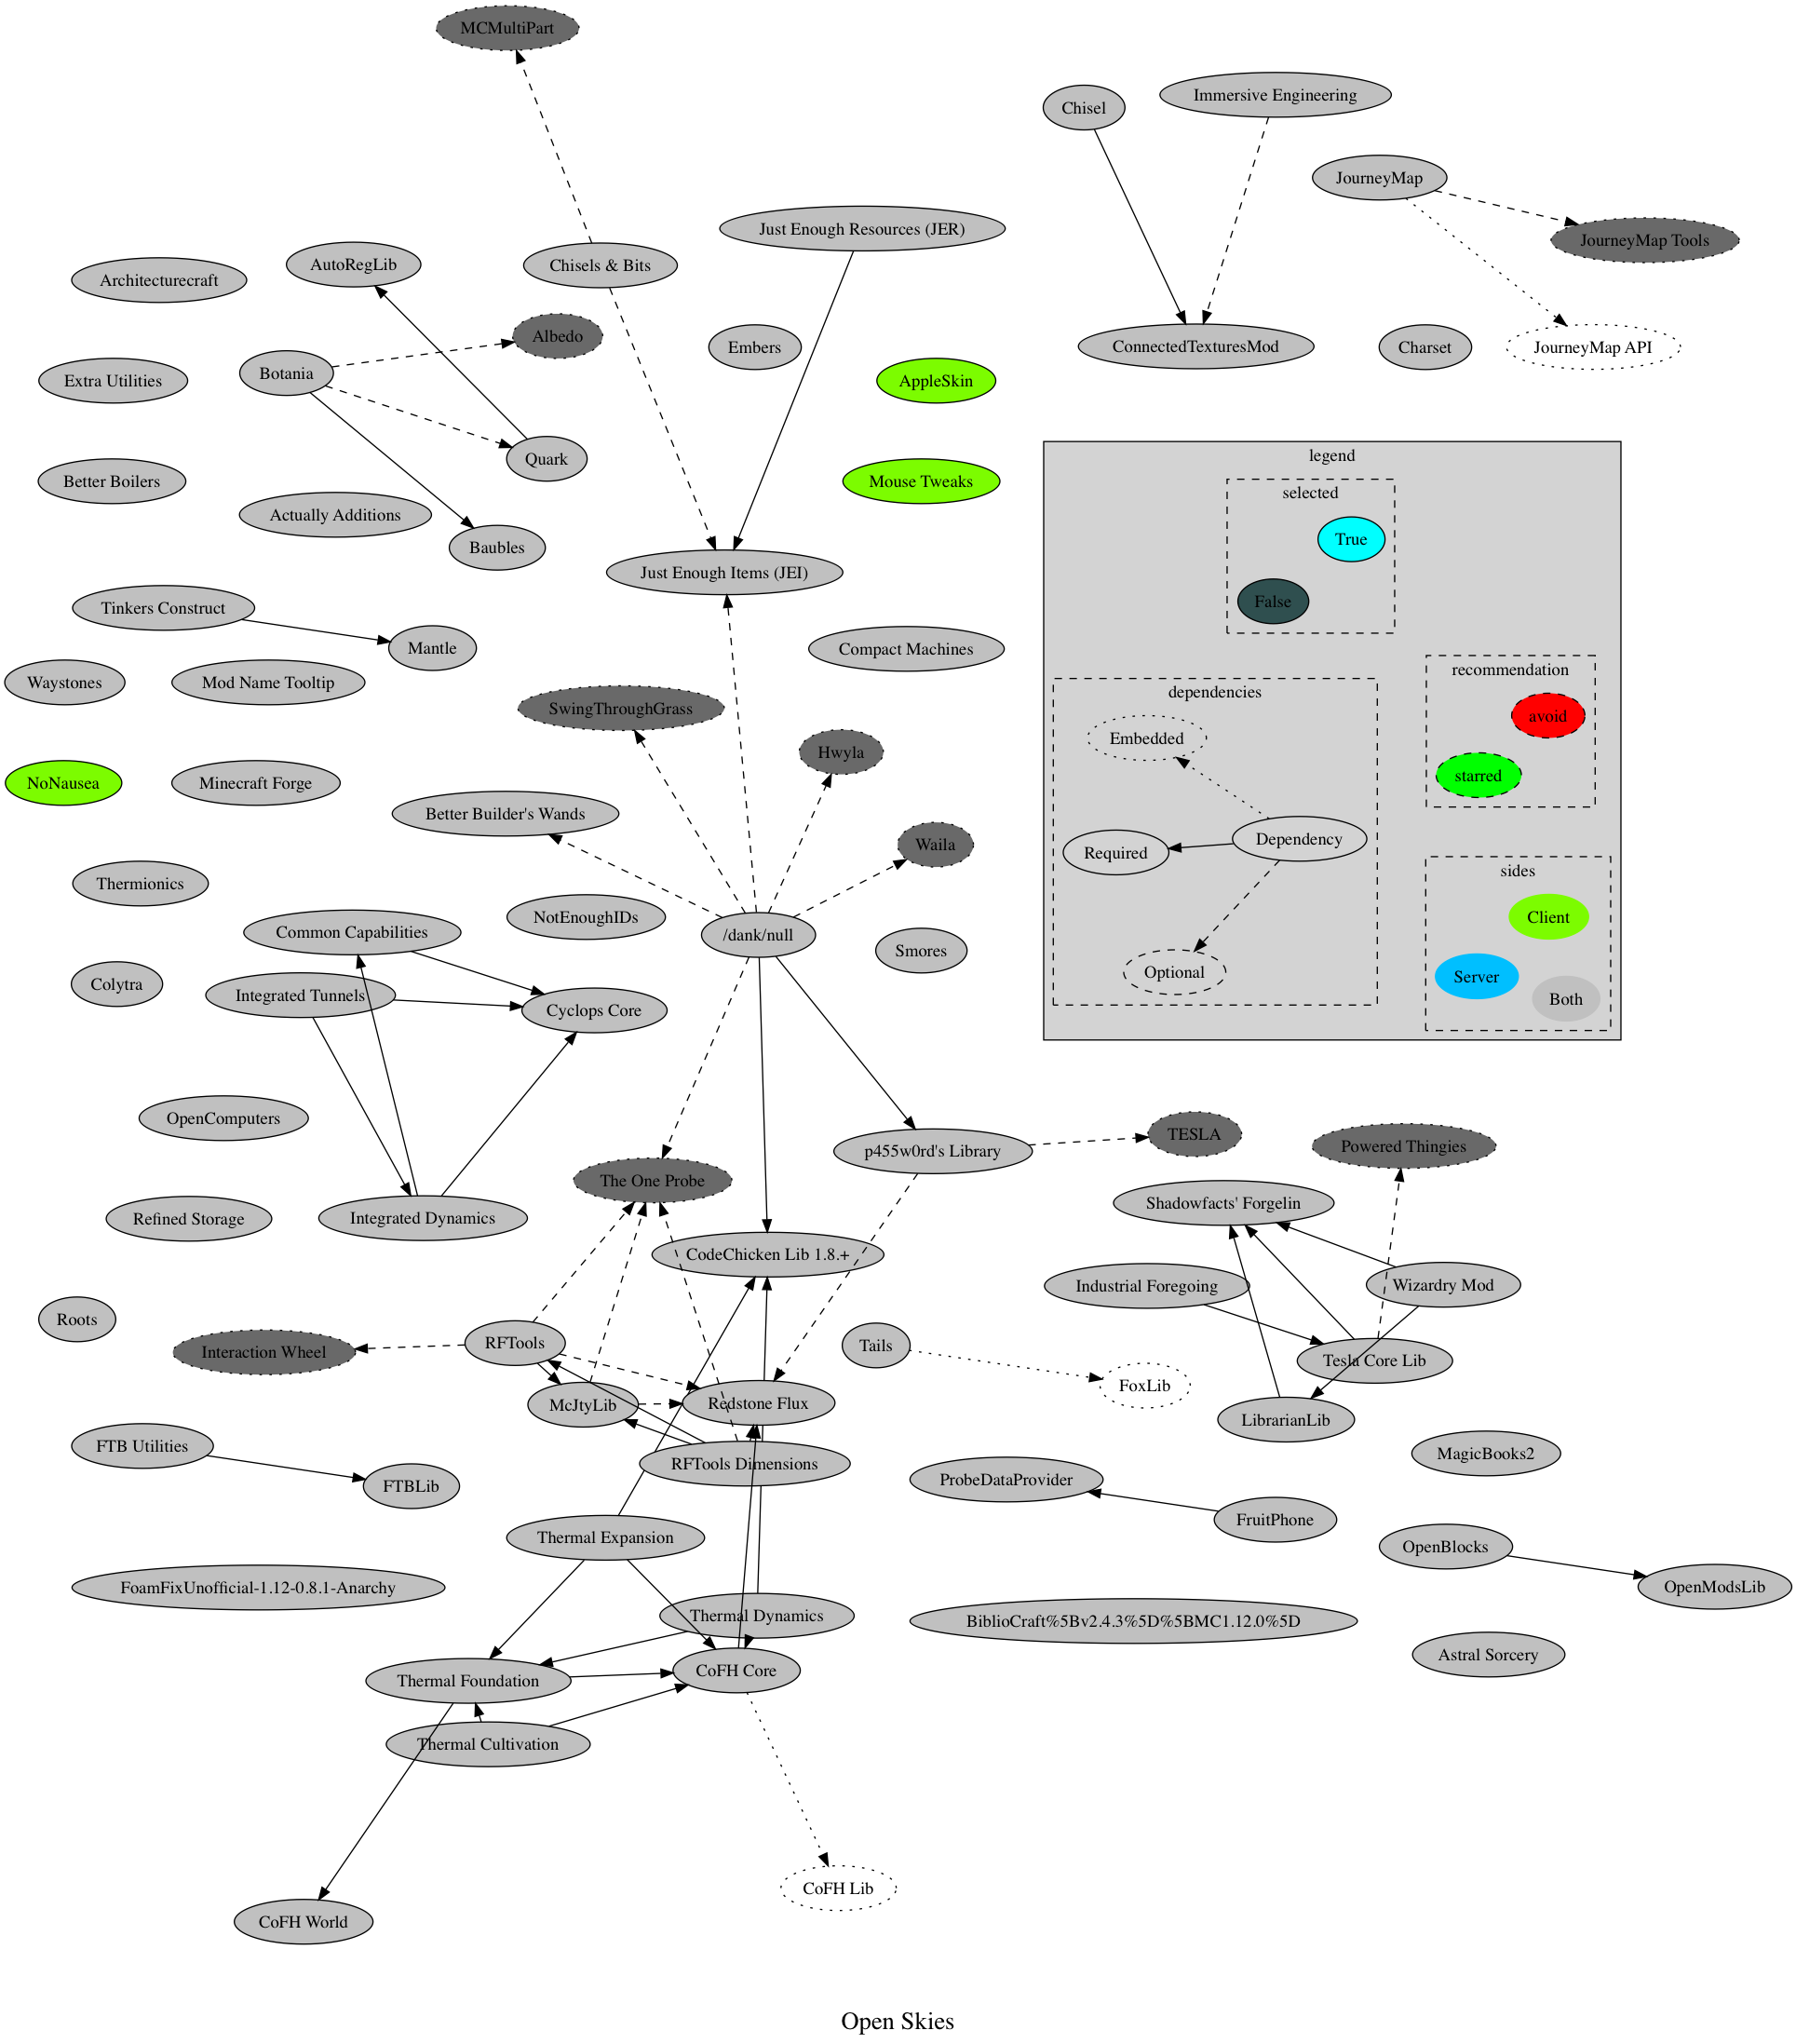 MCMultiPart
Chisel
Immersive Engineering
JourneyMap
Just Enough Resources (JER)
JourneyMap Tools
AutoRegLib
Chisels & Bits
Architecturecraft
Albedo
Embers
ConnectedTexturesMod
Charset
JourneyMap API
Botania
Extra Utilities
AppleSkin
Quark
Better Boilers
Mouse Tweaks
Actually Additions
Baubles
Just Enough Items (JEI)
Tinkers Construct
Mantle
Compact Machines
Waystones
Mod Name Tooltip
SwingThroughGrass
Hwyla
NoNausea
Minecraft Forge
Better Builder's Wands
Waila
Thermionics
NotEnoughIDs
Common Capabilities
/dank/null
Smores
Colytra
Integrated Tunnels
Cyclops Core
legend
selected
True
False
recommendation
avoid
starred
dependencies
Embedded
Dependency
Required
Optional
sides
Client
Server
Both
OpenComputers
p455w0rd's Library
TESLA
Powered Thingies
The One Probe
Shadowfacts' Forgelin
Refined Storage
Integrated Dynamics
CodeChicken Lib 1.8.+
Industrial Foregoing
Wizardry Mod
Roots
Interaction Wheel
RFTools
Tails
Tesla Core Lib
FoxLib
McJtyLib
Redstone Flux
LibrarianLib
FTB Utilities
MagicBooks2
RFTools Dimensions
FTBLib
ProbeDataProvider
FruitPhone
Thermal Expansion
OpenBlocks
FoamFixUnofficial-1.12-0.8.1-Anarchy
OpenModsLib
Thermal Dynamics
BiblioCraft%5Bv2.4.3%5D%5BMC1.12.0%5D
Astral Sorcery
Thermal Foundation
CoFH Core
Thermal Cultivation
CoFH Lib
CoFH World
Open Skies